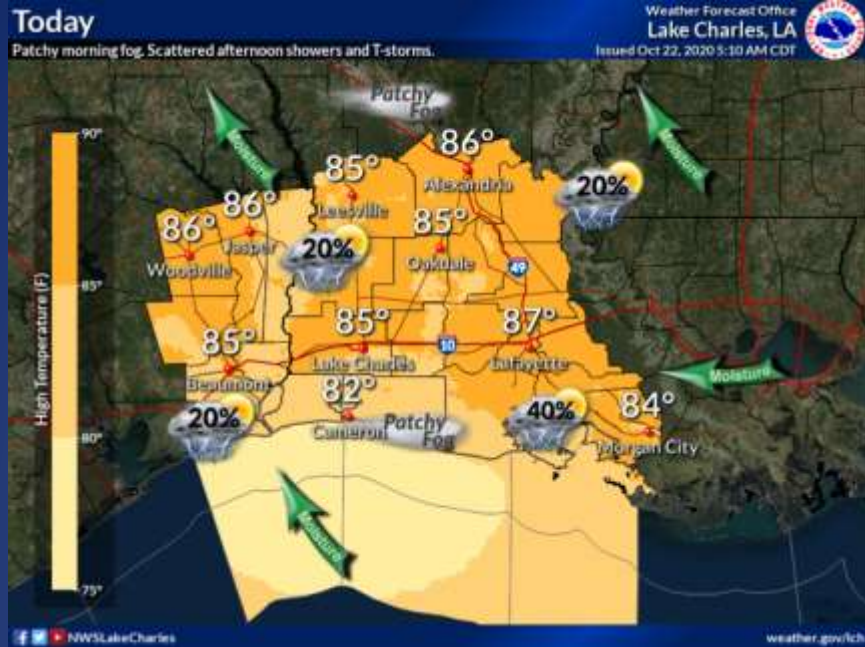 Today
Patchy morning fog. Scattered afternoon showers and T-storms.
Weather Forecast Office
Lake Charles, LA
Issued Oct 22, 2020 5:10 AM CDT
Patchy
Fog
Moisture
Moisture
90°
86°
Alexandria
85°
Leesville
20%
86°
Jasper
86°
Woodville
85°
Oakdale
20%
49
85°
High Temperature (F)
85°
Beaumont
85°
Lake Charles
10
87°
Lafayette
Moisture
82°
Cameron
Patchy
Fog
20%
40%
84°
Morgan City
80°
Moisture
75°
NWSLakeCharles
weather.gov/lch